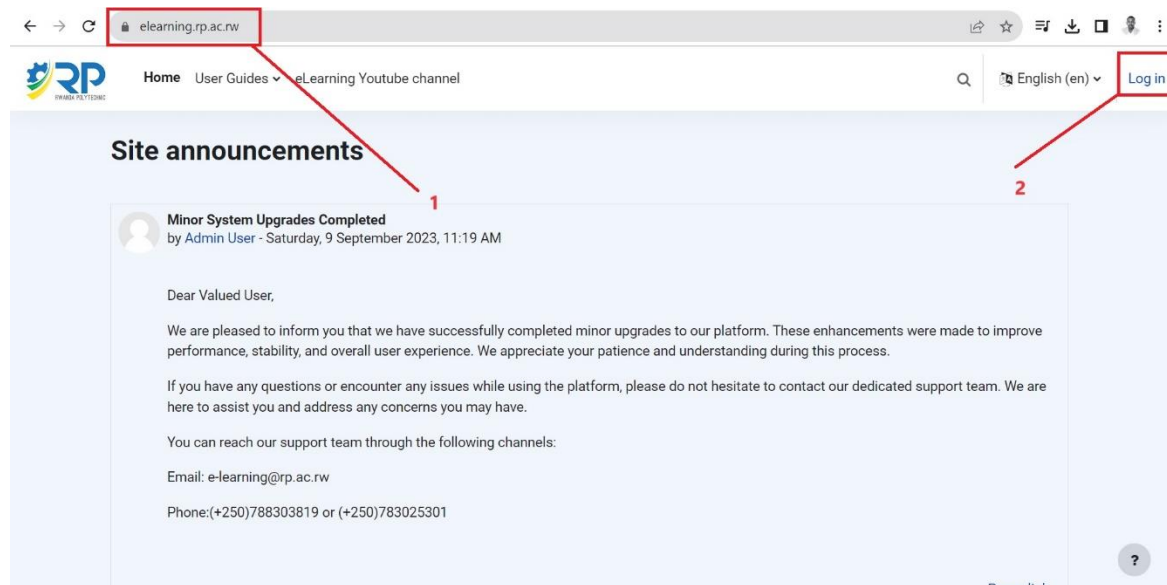 elearning.rp.ac.rw
RP
RWANDA POLYTECHNIC
Home User Guides eLearning Youtube channel
English (en)
Log in
Site announcements
1
2
Minor System Upgrades Completed
by Admin User - Saturday, 9 September 2023, 11:19 AM
Dear Valued User,
We are pleased to inform you that we have successfully completed minor upgrades to our platform. These enhancements were made to improve
performance, stability, and overall user experience. We appreciate your patience and understanding during this process.
If you have any questions or encounter any issues while using the platform, please do not hesitate to contact our dedicated support team. We are
here to assist you and address any concerns you may have.
You can reach our support team through the following channels:
Email: e-learning@rp.ac.rw
Phone:(+250)788303819 or (+250)783025301
?